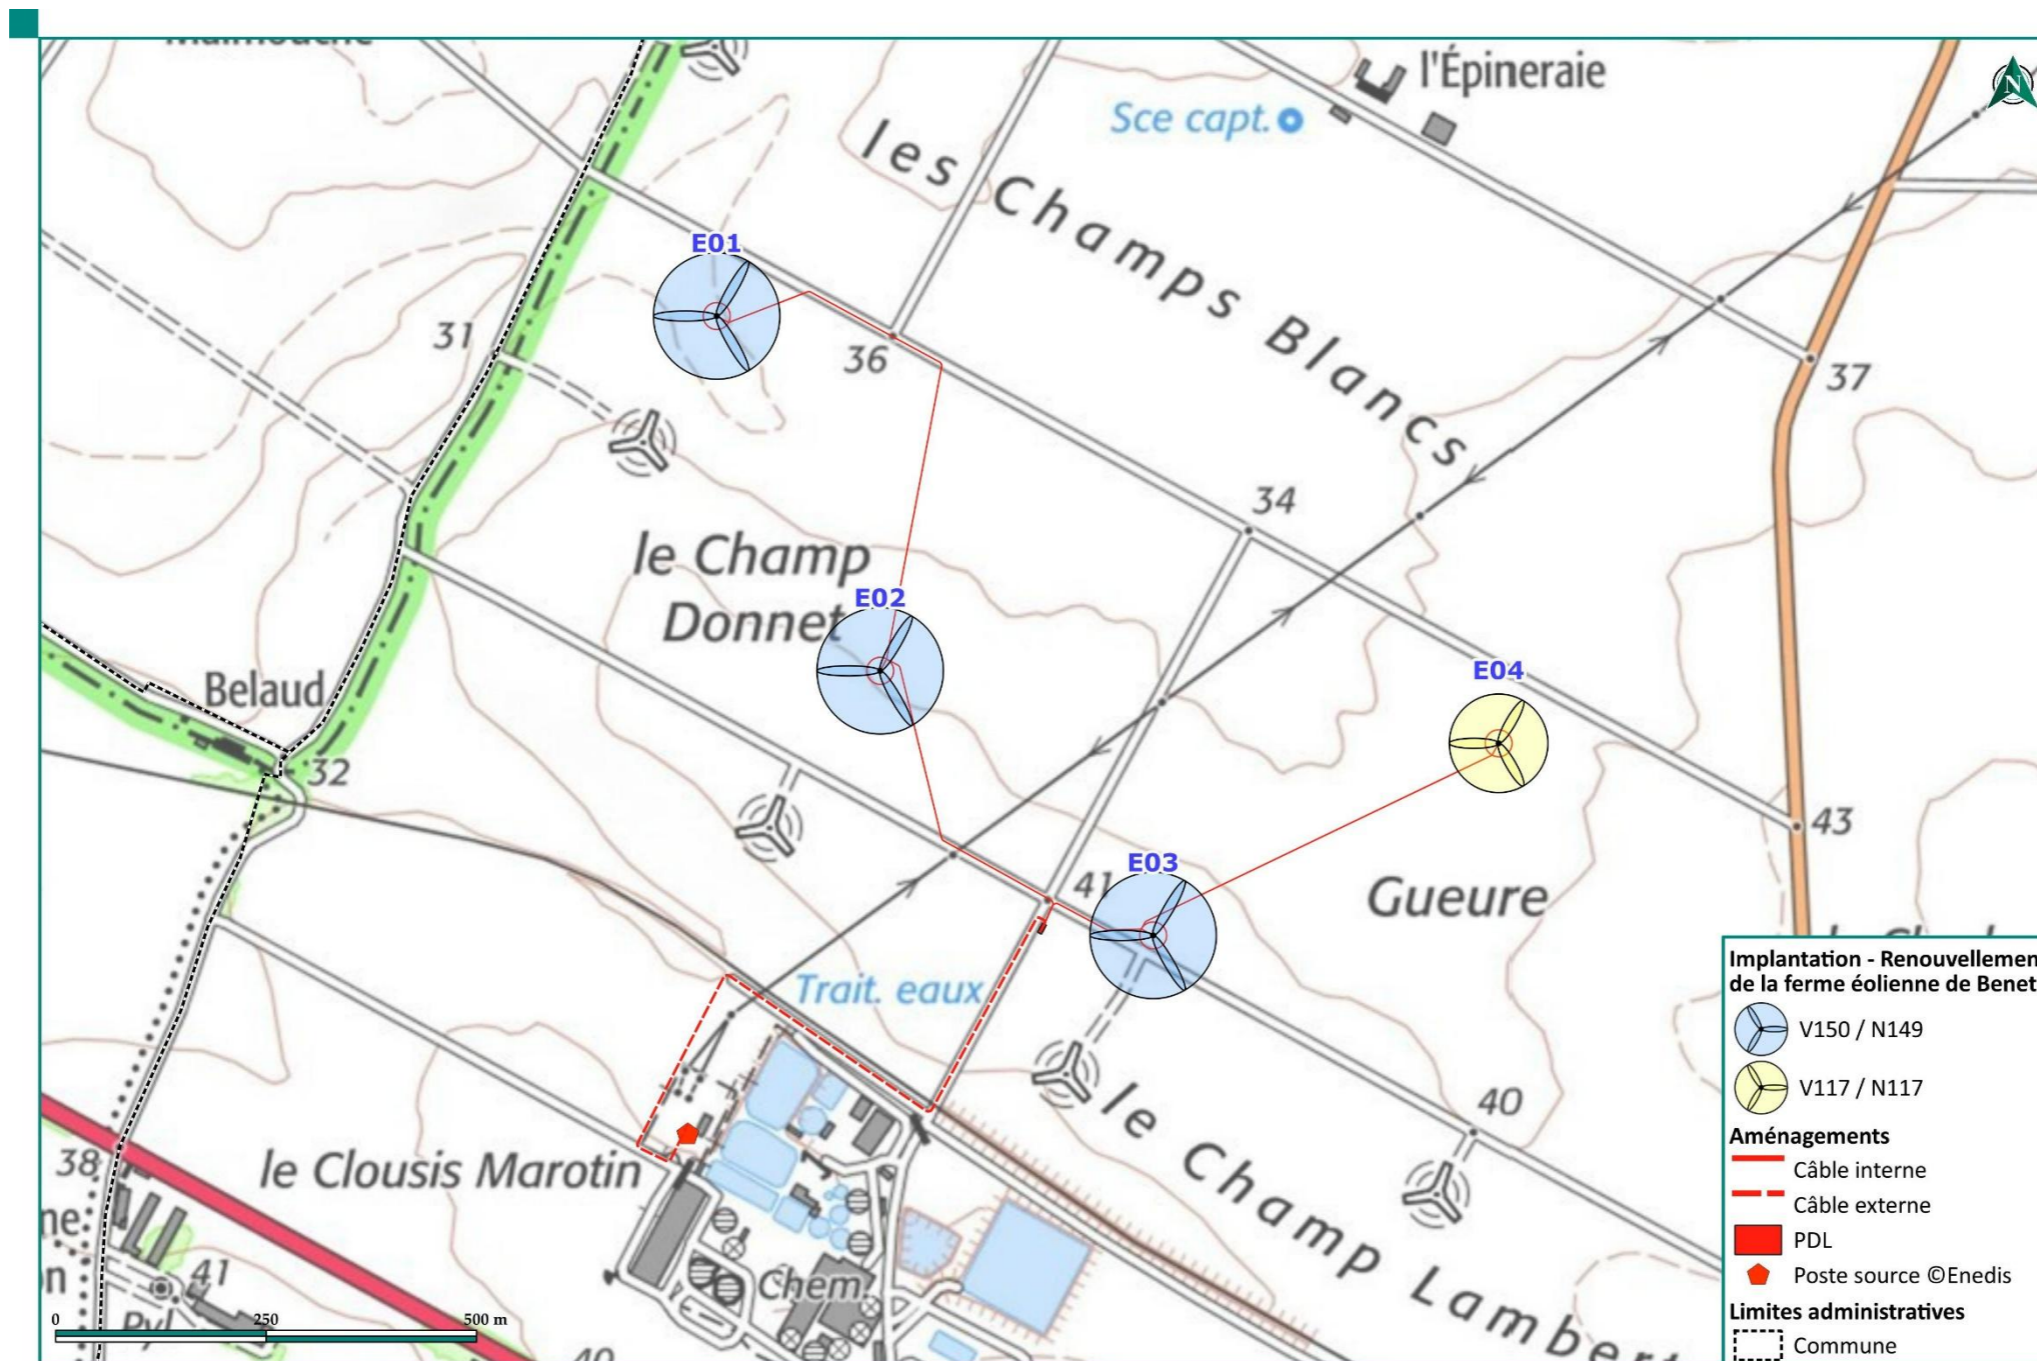 N
l'Épineraie
Sce capt.
les Champs Blancs
E01
31
36
37
34
le Champ
Donnet
E02
E04
Belaud
32
43
E03
41
Gueure
Trait. eaux
40
le Champ Lambert
38
le Clousis Marotin
41
Chem.
0 250 500 m
Implantation - Renouvellemen
de la ferme éolienne de Benet
V150 / N149
V117 / N117
Aménagements
Câble interne
Câble externe
PDL
Poste source ©Enedis
Limites administratives
Commune